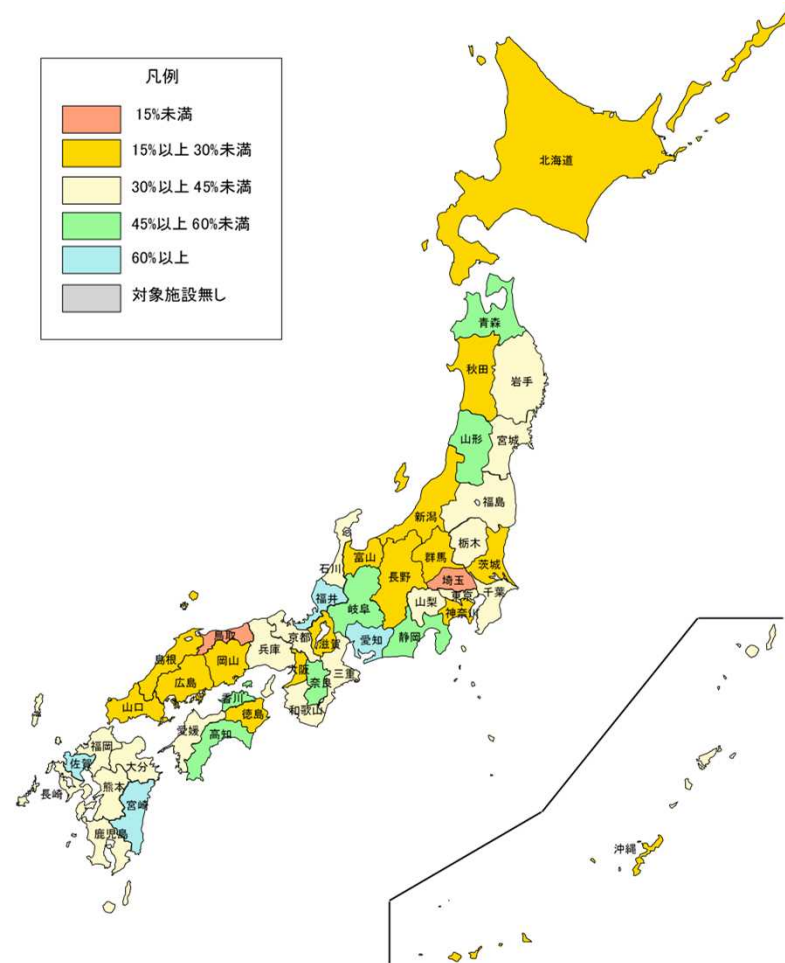 凡例
15%未満
15%以上 30%未満
30%以上 45%未満
45%以上 60%未満
60%以上
対象施設無し
北海道
青森
秋田
岩手
山形
宮城
福島
新潟
栃木
群馬
茨城
富山
石川
長野
埼玉
東京
千葉
山梨
神奈川
福井
岐阜
愛知
静岡
滋賀
京都
兵庫
鳥取
大阪
奈良
三重
和歌山
島根
岡山
広島
山口
香川
徳島
愛媛
高知
福岡
佐賀
大分
長崎
熊本
宮崎
鹿児島
沖縄